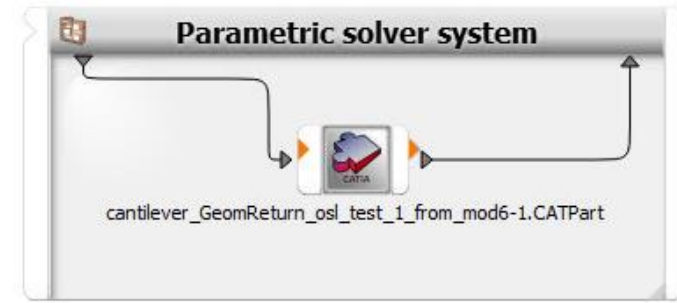 Parametric solver system
CATIA
cantilever_GeomReturn_osl_test_1_from_mod6-1.CATPart